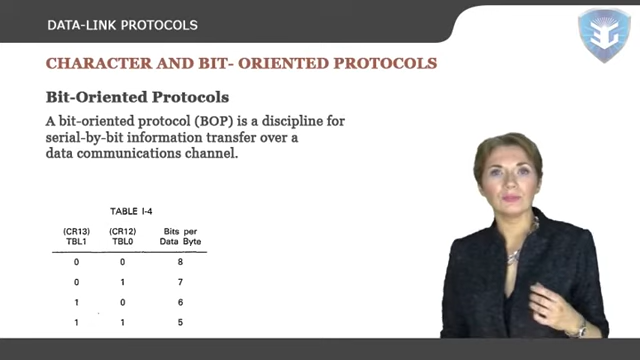 DATA-LINK PROTOCOLS
CHARACTER AND BIT- ORIENTED PROTOCOLS
Bit-Oriented Protocols
A bit-oriented protocol (BOP) is a discipline for
serial-by-bit information transfer over a
data communications channel.
TABLE I-4
(CR13) (CR12) Bits per
TBL1 TBL0 Data Byte
0 0 8
0 1 7
1 0 6
1 1 5